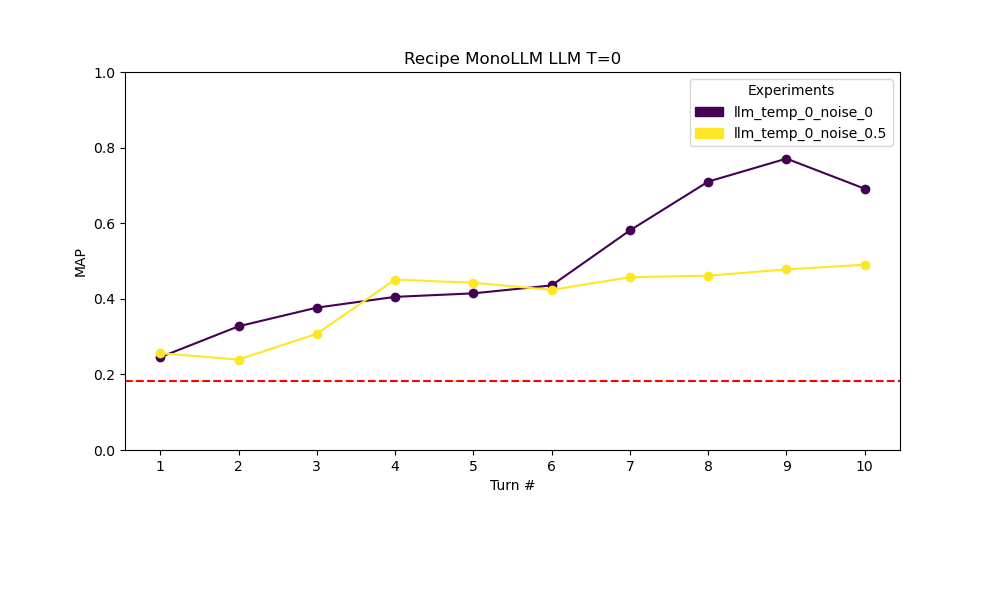 Recipe MonoLLM LLM T=0
Experiments
llm_temp_0_noise_0
llm_temp_0_noise_0.5
MAP
1.0
0.8
0.6
0.4
0.2
0.0
1 2 3 4 5 6 7 8 9 10
Turn #